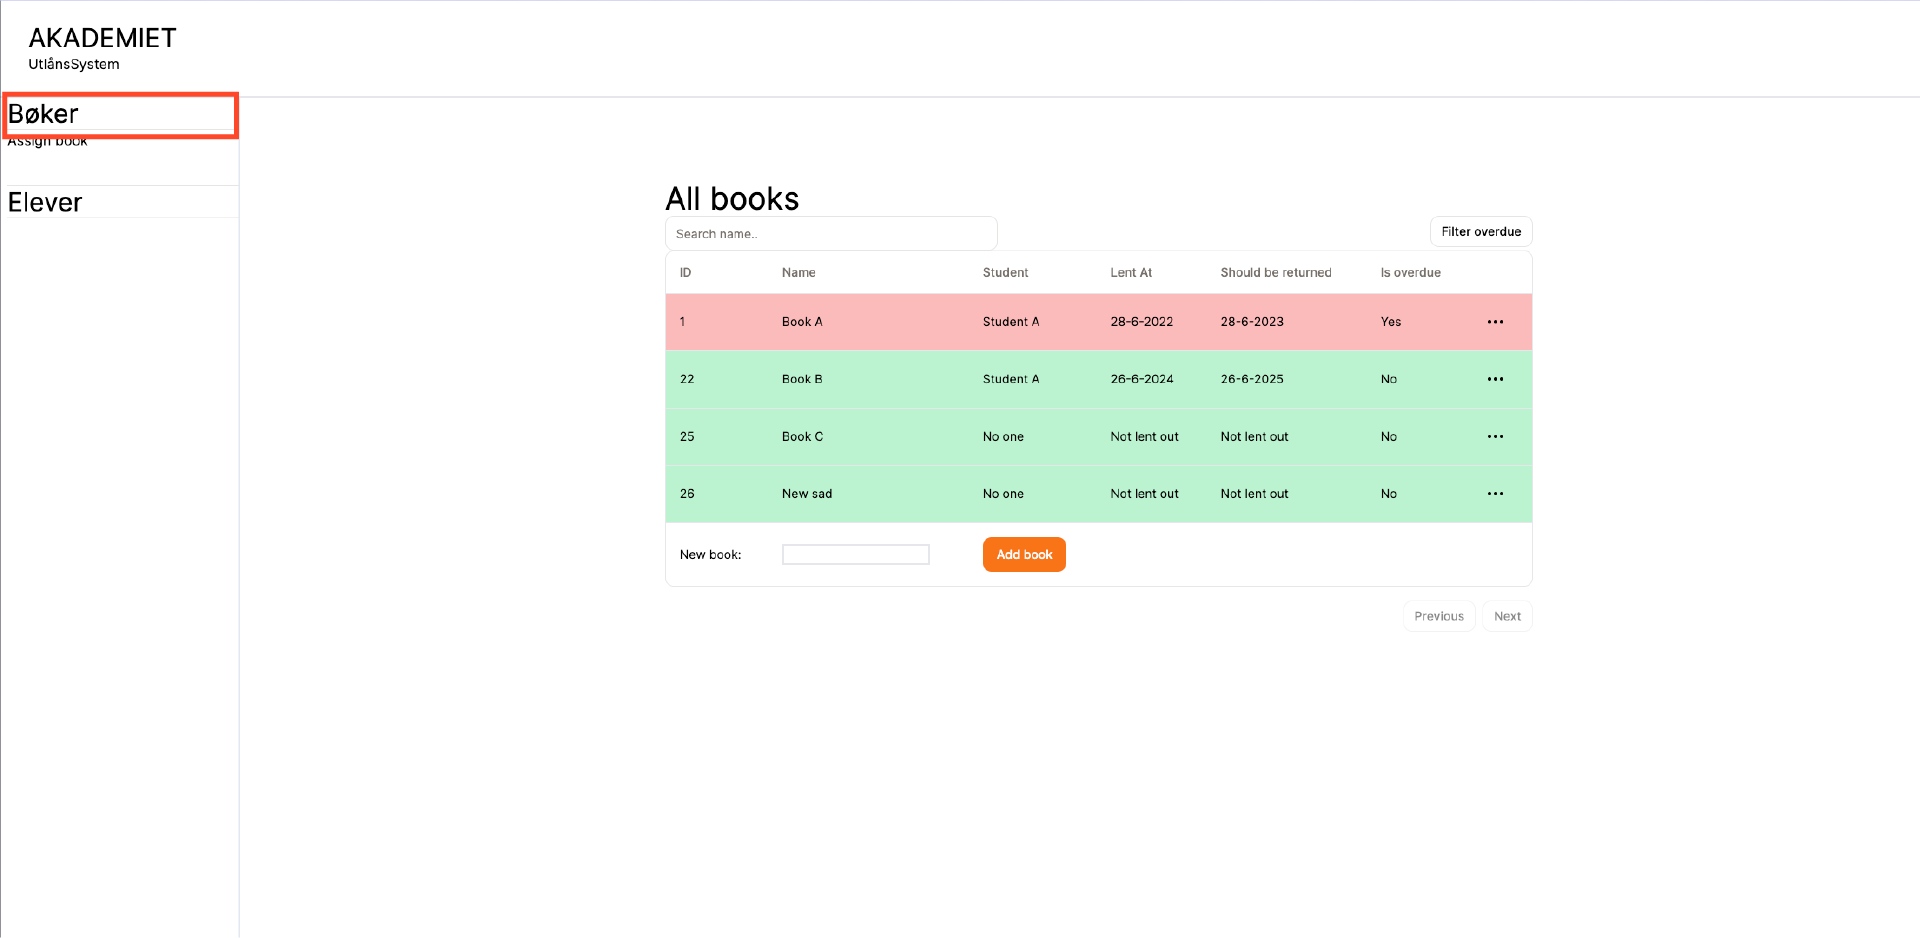 AKADEMIET
UtlånsSystem
Bøker
Assign book
Elever
All books
Search name..
Filter overdue
ID Name Student Lent At Should be returned Is overdue
1 Book A Student A 28-6-2022 28-6-2023 Yes ...
22 Book B Student A 26-6-2024 26-6-2025 No ...
25 Book C No one Not lent out Not lent out No ...
26 New sad No one Not lent out Not lent out No ...
New book: Add book
Previous Next